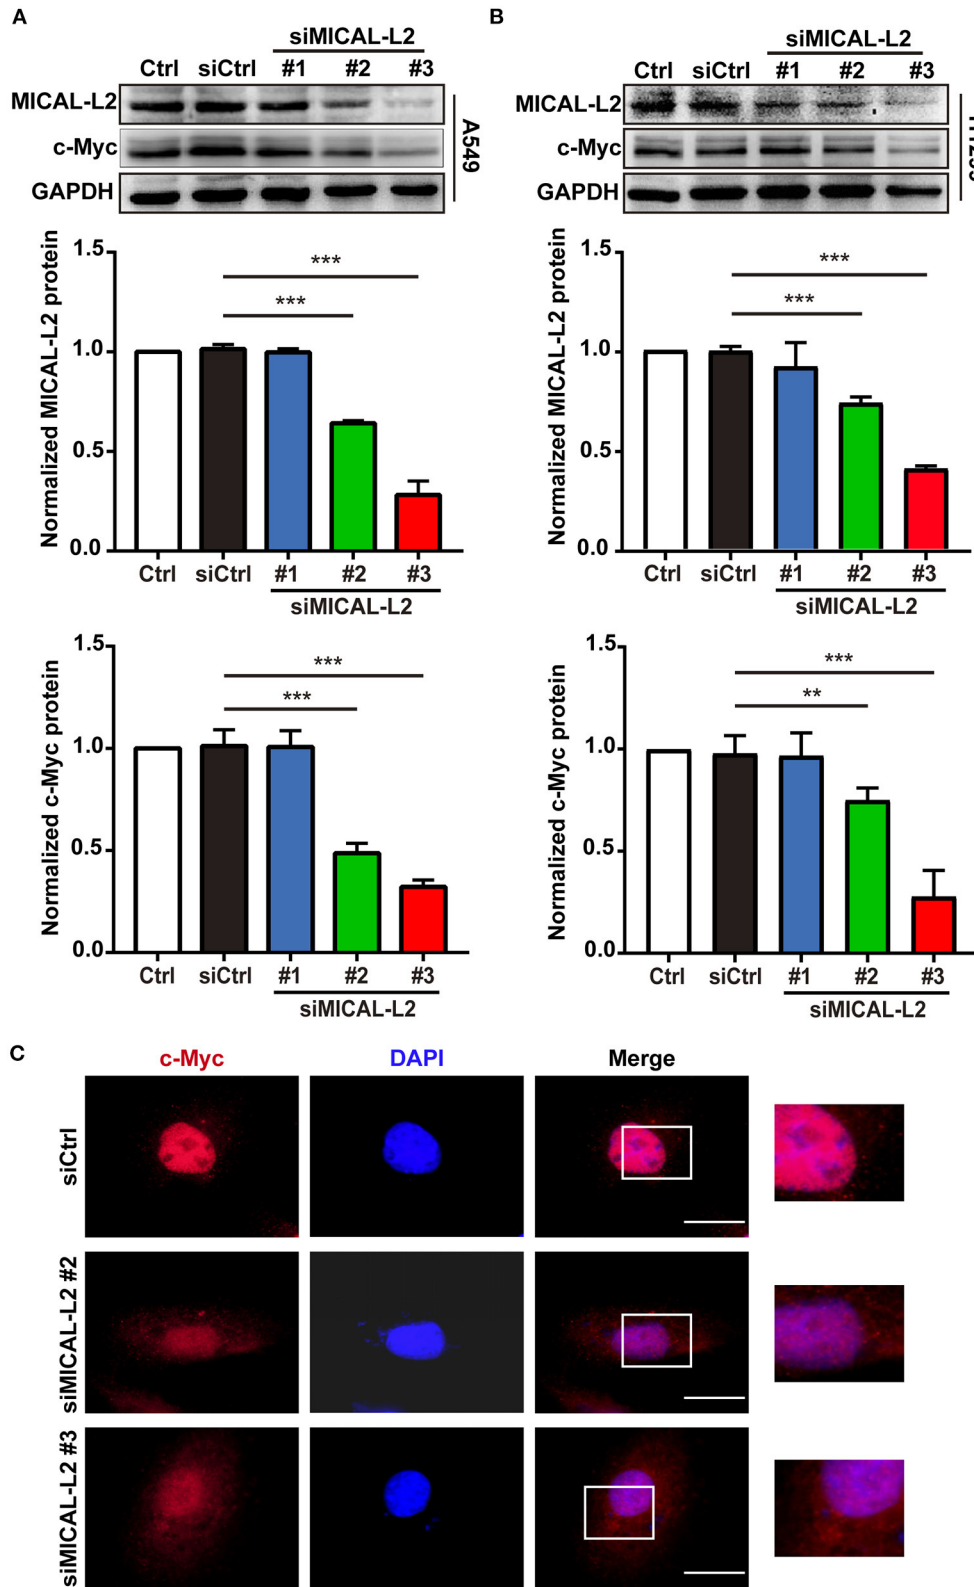 A
siMICAL-L2
Ctrl siCtrl #1 #2 #3
MICAL-L2
c-Myc
GAPDH
A549
Normalized MICAL-L2 protein
1.5
1.0
0.5
0.0
***
***
Ctrl siCtrl #1 #2 #3
siMICAL-L2
Normalized c-Myc protein
1.5
1.0
0.5
0.0
***
***
Ctrl siCtrl #1 #2 #3
siMICAL-L2
B
siMICAL-L2
Ctrl siCtrl #1 #2 #3
MICAL-L2
c-Myc
GAPDH
Normalized MICAL-L2 protein
1.5
1.0
0.5
0.0
***
***
Ctrl siCtrl #1 #2 #3
siMICAL-L2
Normalized c-Myc protein
1.5
1.0
0.5
0.0
***
**
Ctrl siCtrl #1 #2 #3
siMICAL-L2
C
c-Myc DAPI Merge
siCtrl
siMICAL-L2 #2
siMICAL-L2 #3